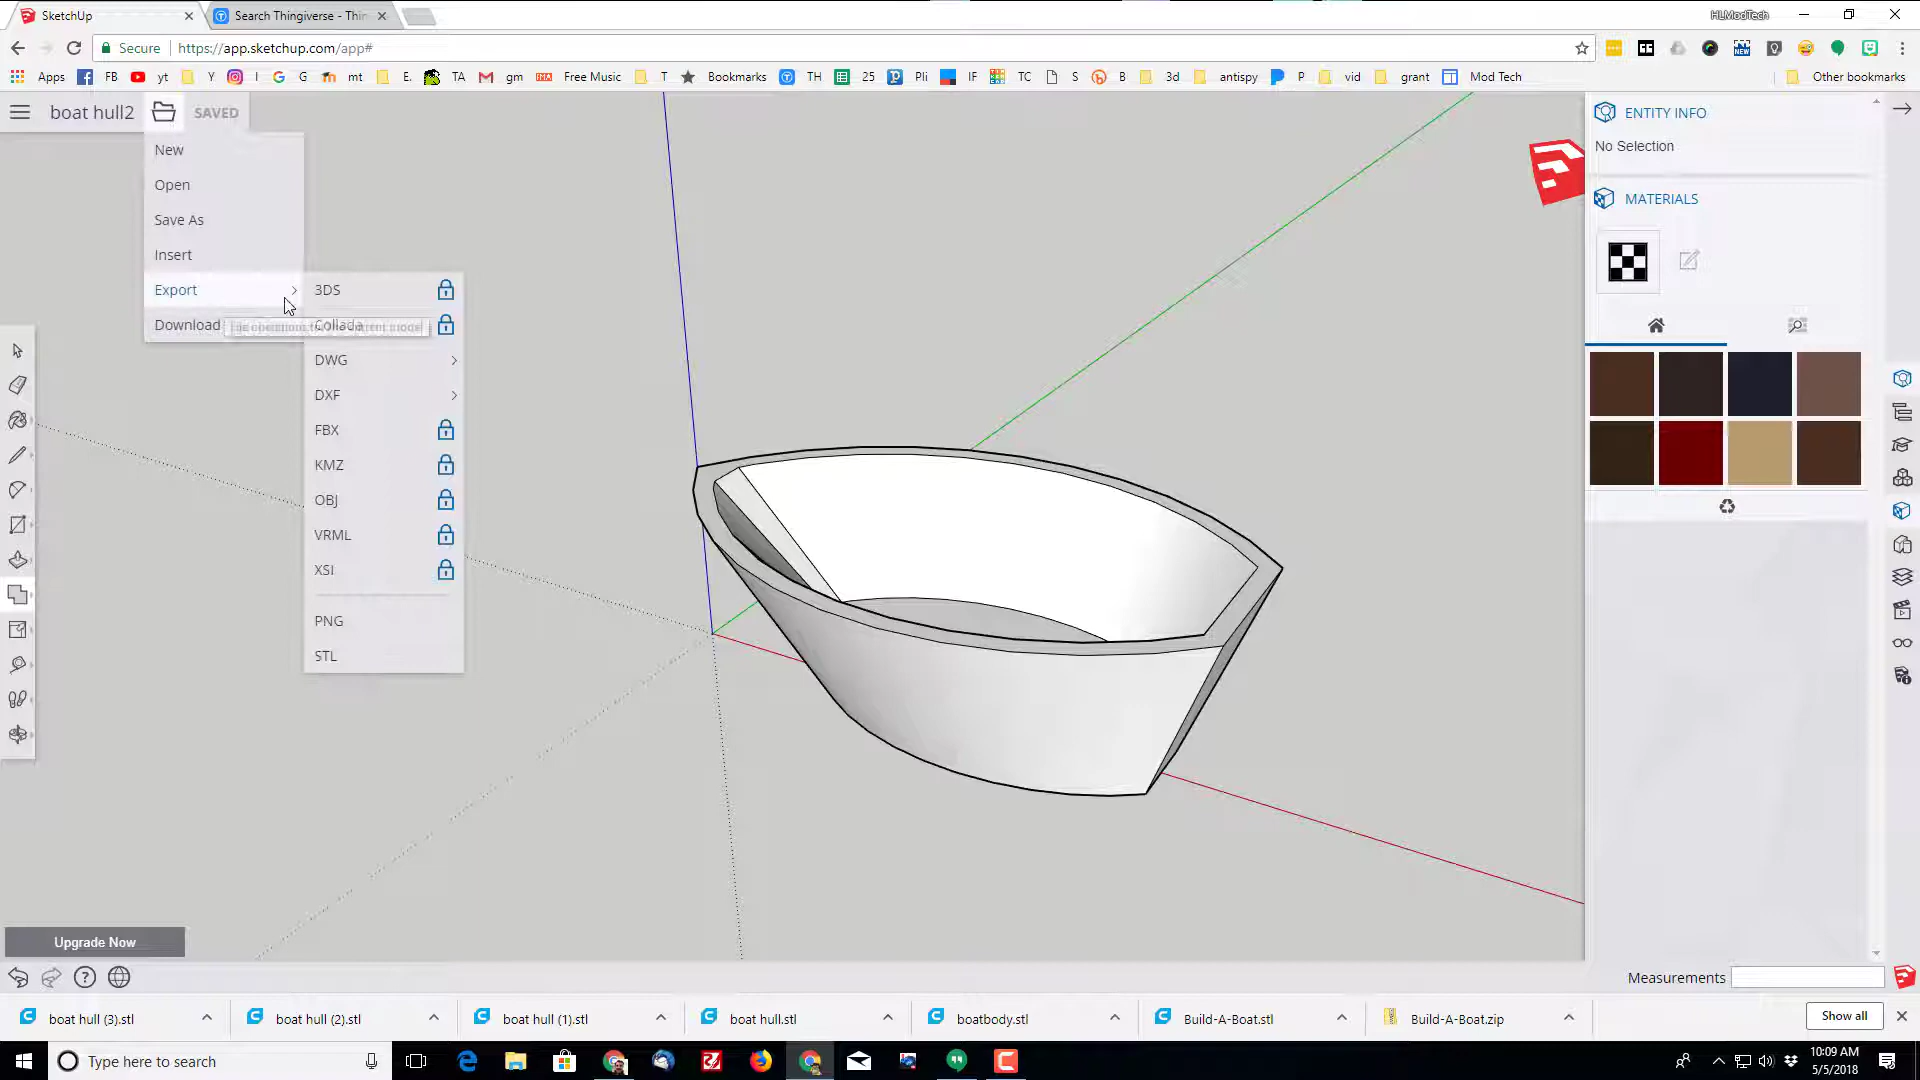 SketchUp
Search Thingiverse - Thin
HLModTech
Secure
https://app.sketchup.com/app#
Apps FB yt Y I G mt E. TA gm Free Music T Bookmarks TH 25 Pli IF TC S B 3d antispy P vid grant Mod Tech Other bookmarks
boat hull2
SAVED
ENTITY INFO
No Selection
MATERIALS
New
Open
Save As
Insert
Export
Download
3DS
Collada
DWG
DXF
FBX
KMZ
OBJ
VRML
XSI
PNG
STL
Upgrade Now
Measurements
boat hull (3).stl
boat hull (2).stl
boat hull (1).stl
boat hull.stl
boatbody.stl
Build-A-Boat.stl
Build-A-Boat.zip
Show all
Type here to search
10:09 AM
5/5/2018